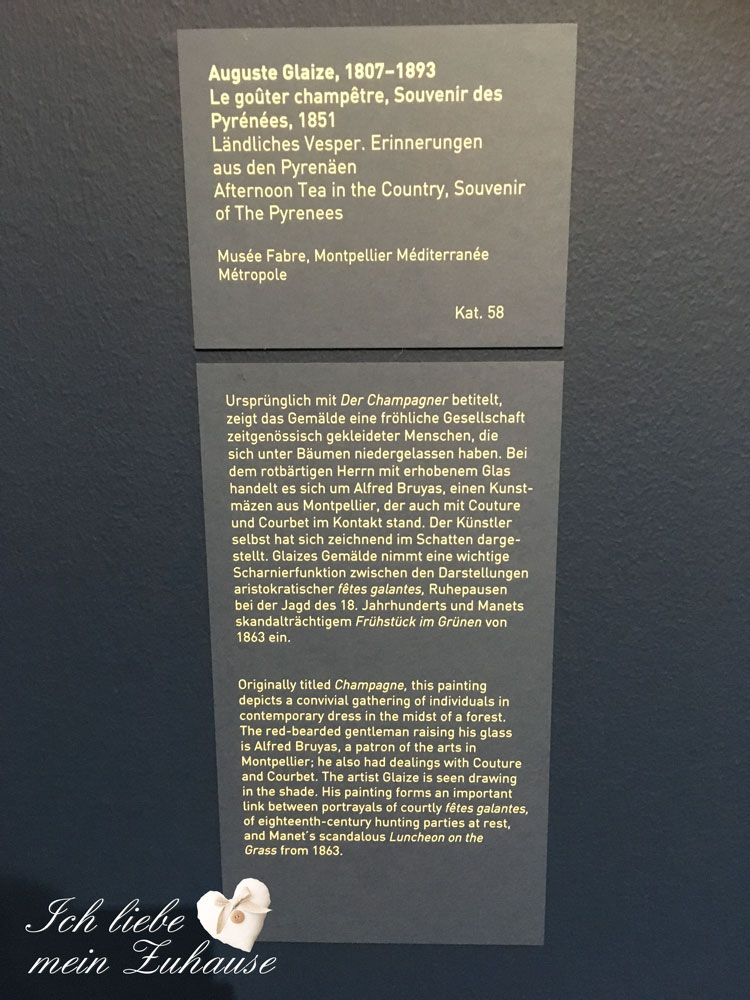 Auguste Glaize, 1807–1893
Le goûter champêtre, Souvenir des
Pyrénées, 1851
Ländliches Vesper. Erinnerungen
aus den Pyrenäen
Afternoon Tea in the Country, Souvenir
of The Pyrenees
Musée Fabre, Montpellier Méditerranée
Métropole
Kat. 58
Ursprünglich mit Der Champagner betitelt,
zeigt das Gemälde eine fröhliche Gesellschaft
zeitgenössisch gekleideter Menschen, die
sich unter Bäumen niedergelassen haben. Bei
dem rotbärtigen Herrn mit erhobenem Glas
handelt es sich um Alfred Bruyas, einen Kunst-
mäzen aus Montpellier, der auch mit Couture
und Courbet im Kontakt stand. Der Künstler
selbst hat sich zeichnend im Schatten darge-
stellt. Glaizes Gemälde nimmt eine wichtige
Scharnierfunktion zwischen den Darstellungen
aristokratischer fêtes galantes, Ruhepausen
bei der Jagd des 18. Jahrhunderts und Manets
skandalträchtigem Frühstück im Grünen von
1863 ein.
Originally titled Champagne, this painting
depicts a convivial gathering of individuals in
contemporary dress in the midst of a forest.
The red-bearded gentleman raising his glass
is Alfred Bruyas, a patron of the arts in
Montpellier; he also had dealings with Couture
and Courbet. The artist Glaize is seen drawing
in the shade. His painting forms an important
link between portrayals of courtly fêtes galantes,
of eighteenth-century hunting parties at rest,
and Manet's scandalous Luncheon on the
Grass from 1863.
Ich liebe
mein Zuhause